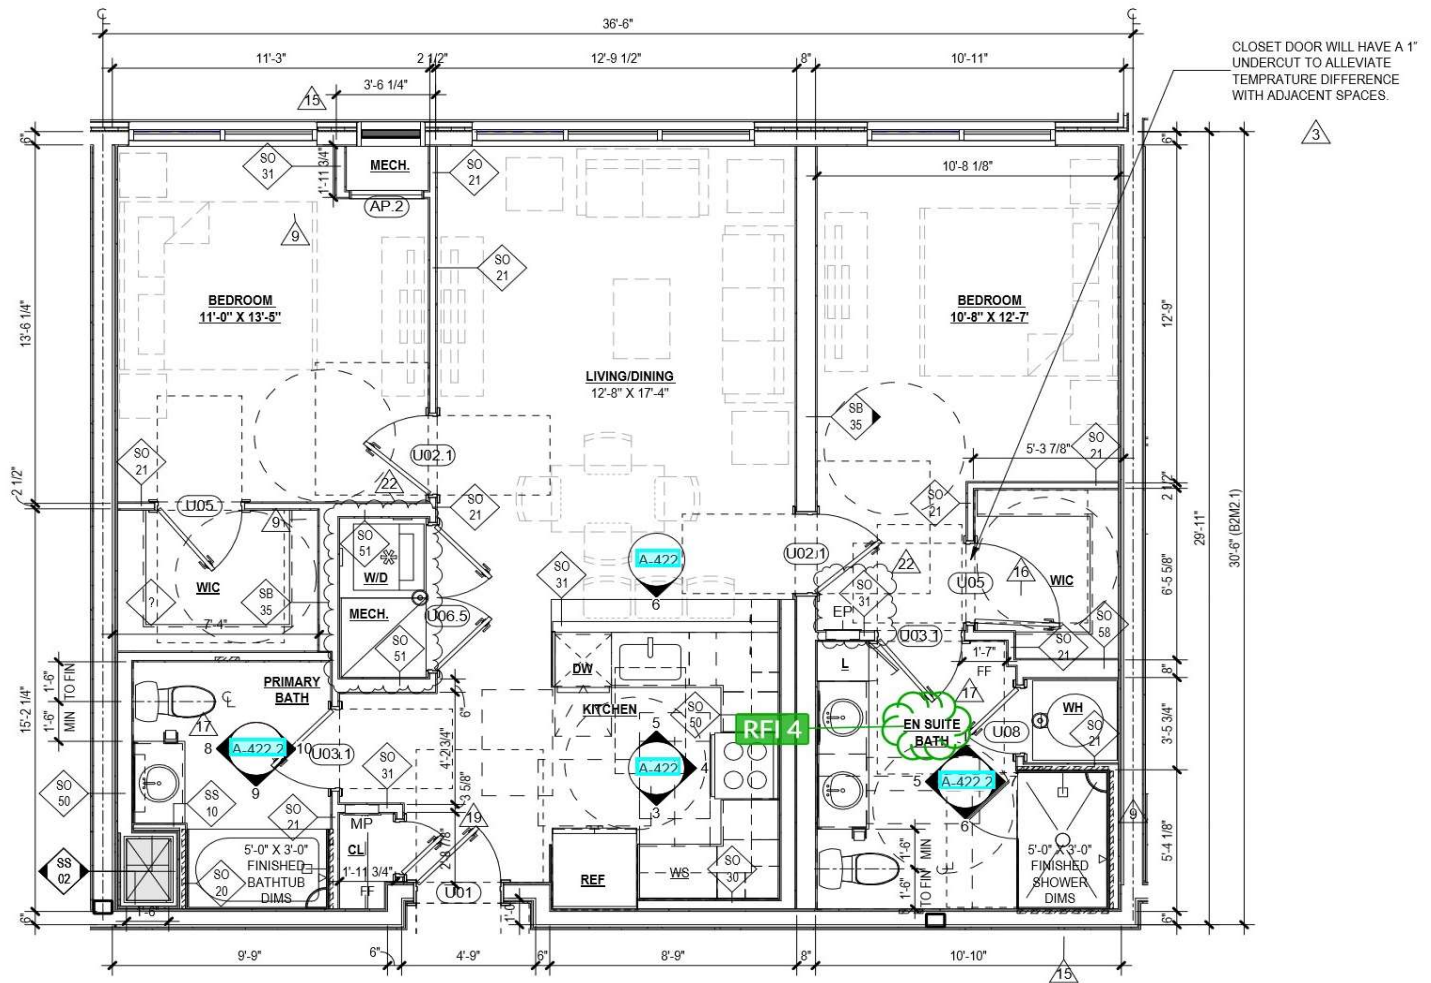 36'-6"
11'-3"
2 1/2"
12'-9 1/2"
8"
10'-11"
CLOSET DOOR WILL HAVE A 1"
UNDERCUT TO ALLEVIATE
TEMPRATURE DIFFERENCE
WITH ADJACENT SPACES.
3
15
3'-6 1/4"
6"
6"
SO
31
1'-11 3/4"
MECH.
AP.2
SO
21
10'-8 1/8"
9
SO
21
BEDROOM
11'-0" X 13'-5"
BEDROOM
10'-8" X 12'-7'
13'-6 1/4"
12'-9"
LIVING/DINING
12'-8" X 17'-4"
SB
35
SO
21
5'-3 7/8"
SO
21
U02.1
22
2 1/2"
U05
SO
21
SO
21
2 1/2"
9
SO
51
W/D
MECH.
SO
51
U06.5
WIC
?
SB
35
7'-4"
A-422
6
SO
31
U02.1
22
SO
31
EP
U05
16
WIC
SO
58
SO
21
U03.1
29'-11"
30'-6" (B2M2.1)
6'-5 5/8"
8"
1'-6"
1'-6"
MIN TO FIN
15'-2 1/4"
PRIMARY
BATH
17
8
A-422.2
10
9
U03.1
6"
4'-2 3/4"
SO
31
DW
KITCHEN
SO
50
5
A-422
4
3
RFI 4
L
EN SUITE
BATH
1'-7"
FF
17
U08
WH
SO
21
3'-5 3/4"
5
A-422.2
6
SO
50
SS
10
SO
21
SS
02
5'-0" X 3'-0"
FINISHED
BATHTUB
DIMS
SO
20
MP
CL
1'-11 3/4"
FF
19
3 5/8"
2'-8 7/8"
U01
1'-0"
REF
WS
SO
30
1'-6"
1'-6"
TO FIN MIN
5'-0" X 3'-0"
FINISHED
SHOWER
DIMS
9
5'-4 1/8"
6"
6"
1'-6"
9'-9"
6"
4'-9"
6"
8'-9"
8"
10'-10"
15